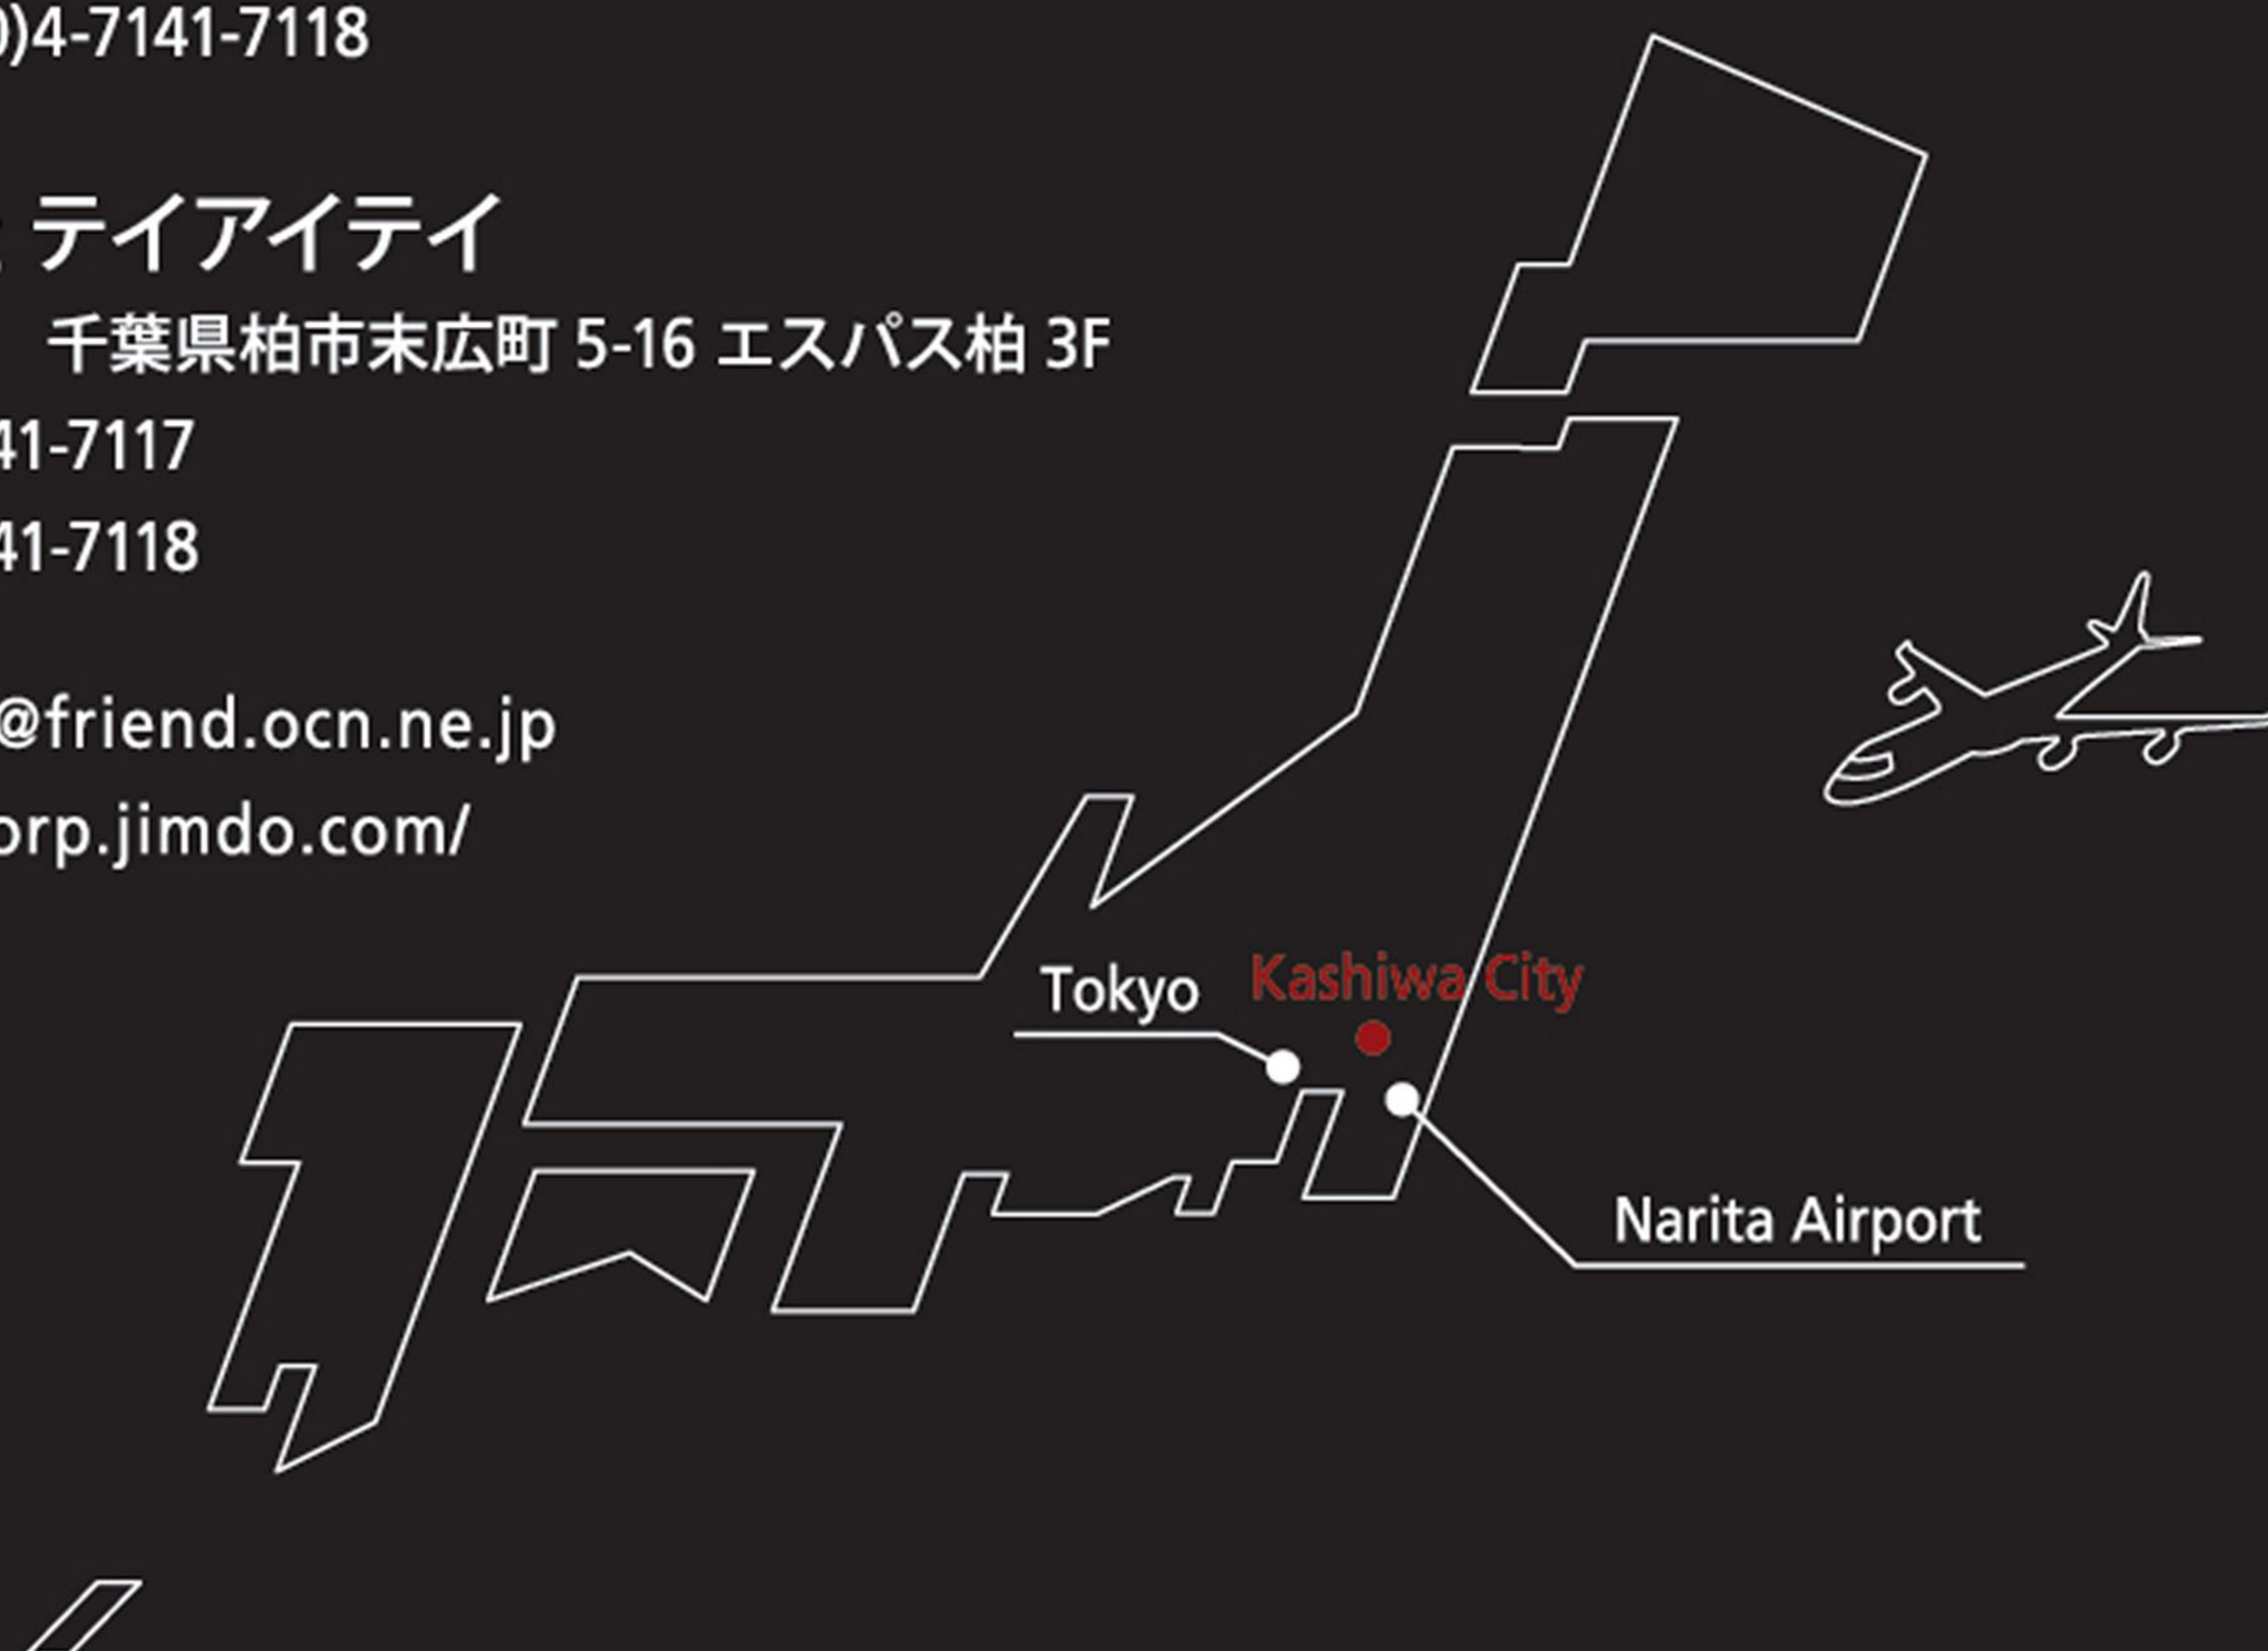 )4-7141-7118
テイアイテイ
千葉県柏市末広町 5-16 エスパス柏 3F
41-7117
41-7118
@friend.ocn.ne.jp
orp.jimdo.com/
Tokyo
Kashiwa City
Narita Airport